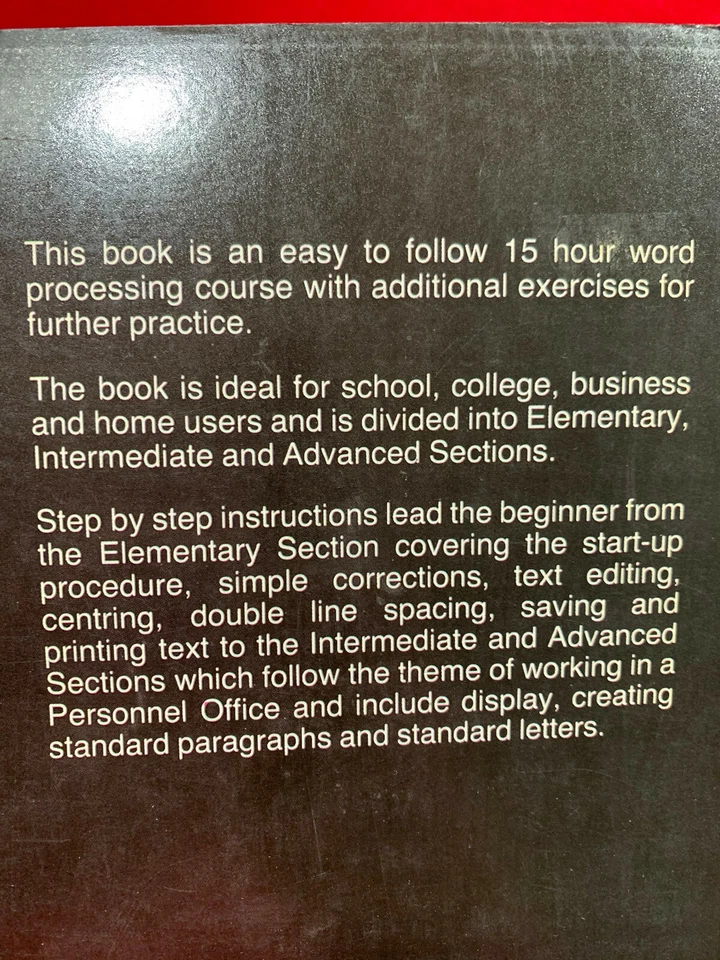 This book is an easy to follow 15 hour word
processing course with additional exercises for
further practice.
The book is ideal for school, college, business
and home users and is divided into Elementary,
Intermediate and Advanced Sections.
Step by step instructions lead the beginner from
the Elementary Section covering the start-up
procedure, simple corrections, text editing,
centring, double line spacing, saving and
printing text to the Intermediate and Advanced
Sections which follow the theme of working in a
Personnel Office and include display, creating
standard paragraphs and standard letters.